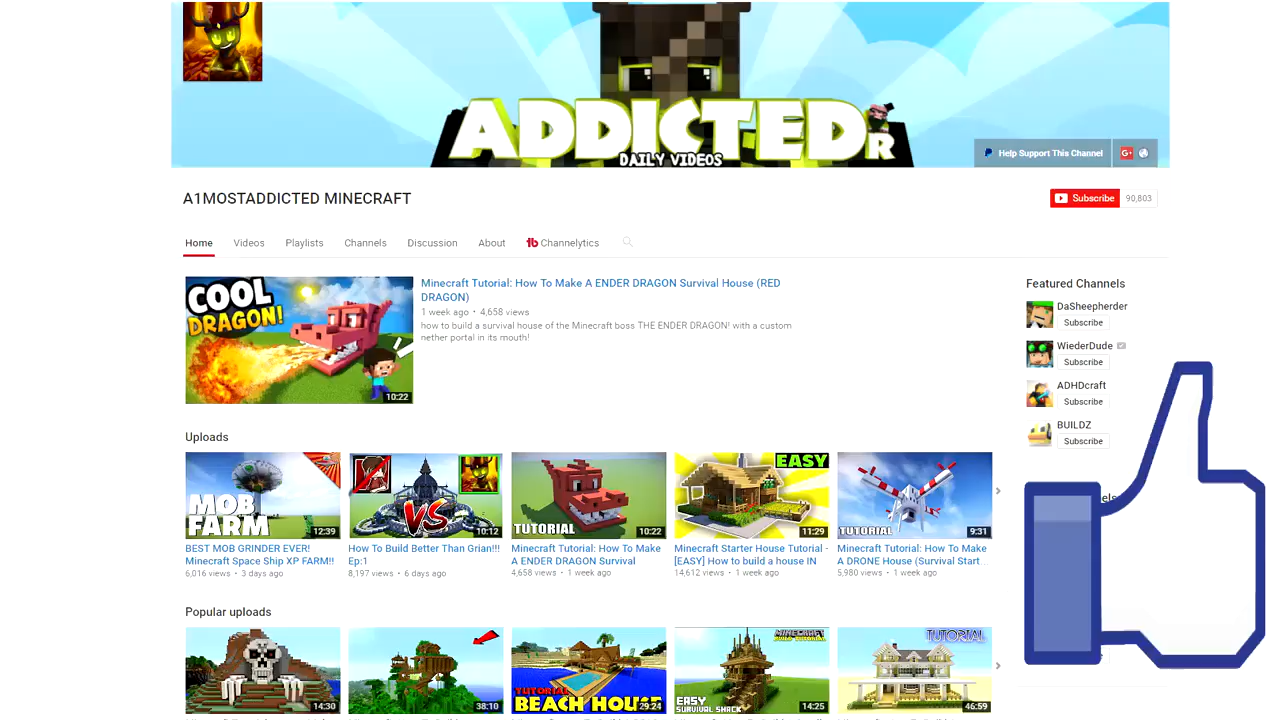 ADDICTEDR
DAILY VIDEOS
Help Support This Channel
G+
A1MOSTADDICTED MINECRAFT
Subscribe 90,803
Home Videos Playlists Channels Discussion About tb Channelytics
COOL
DRAGON!
10:22
Minecraft Tutorial: How To Make A ENDER DRAGON Survival House (RED
DRAGON)
1 week ago • 4,658 views
how to build a survival house of the Minecraft boss THE ENDER DRAGON! with a custom
nether portal in its mouth!
Featured Channels
DaSheepherder
Subscribe
WiederDude
Subscribe
ADHDcraft
Subscribe
BUILDZ
Subscribe
Uploads
MOB
FARM
12:39
BEST MOB GRINDER EVER!
Minecraft Space Ship XP FARM!!
6,016 views • 3 days ago
VS
10:12
How To Build Better Than Grian!!!
Ep:1
8,197 views • 6 days ago
TUTORIAL
10:22
Minecraft Tutorial: How To Make
A ENDER DRAGON Survival
4,658 views • 1 week ago
EASY
11:29
Minecraft Starter House Tutorial -
[EASY] How to build a house IN
14,612 views • 1 week ago
TUTORIAL
9:31
Minecraft Tutorial: How To Make
A DRONE House (Survival Start...
5,980 views • 1 week ago
Popular uploads
14:30
38:10
TUTORIAL
BEACH HOUSE
29:24
MINECRAFT
BUILD TUTORIAL
EASY
SURVIVAL SHACK
14:25
TUTORIAL
46:59